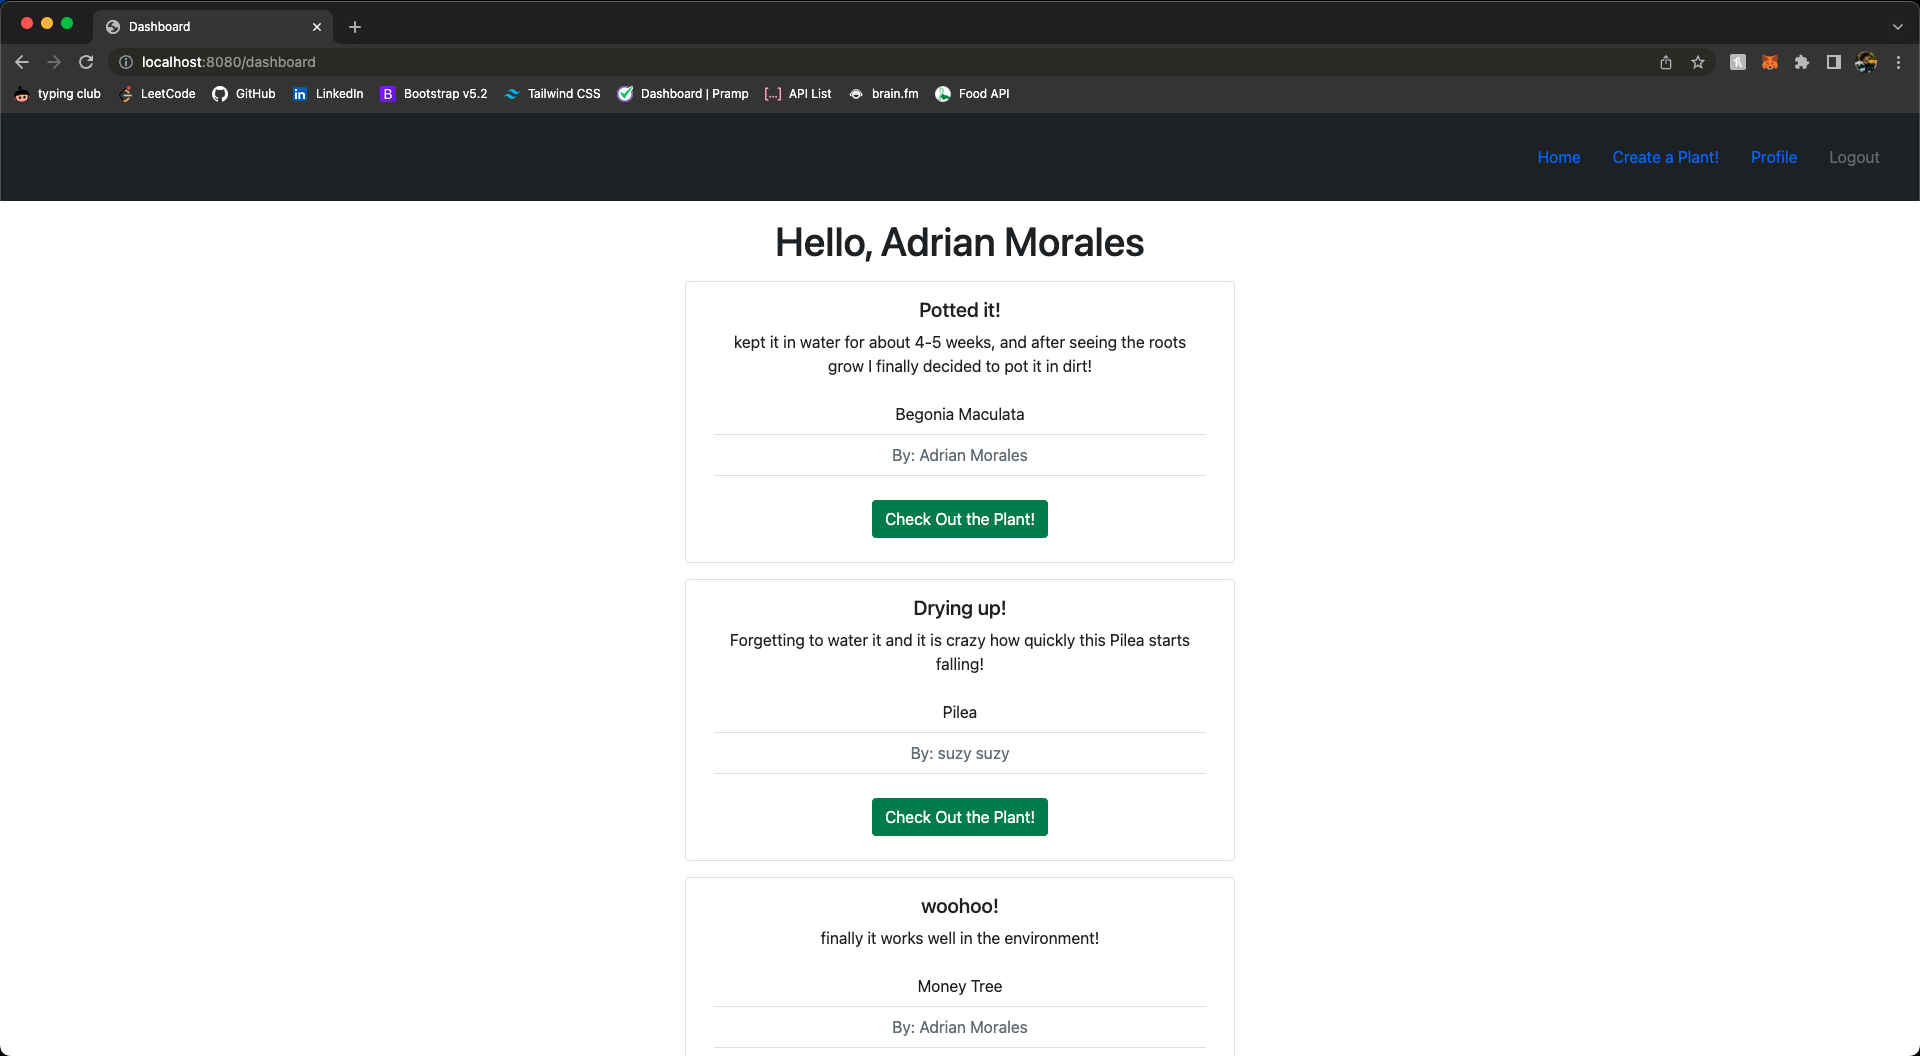 Dashboard
localhost:8080/dashboard
typing club LeetCode GitHub LinkedIn Bootstrap v5.2 Tailwind CSS Dashboard | Pramp API List brain.fm Food API
Home Create a Plant! Profile Logout
Hello, Adrian Morales
Potted it!
kept it in water for about 4-5 weeks, and after seeing the roots
grow I finally decided to pot it in dirt!
Begonia Maculata
By: Adrian Morales
Check Out the Plant!
Drying up!
Forgetting to water it and it is crazy how quickly this Pilea starts
falling!
Pilea
By: suzy suzy
Check Out the Plant!
woohoo!
finally it works well in the environment!
Money Tree
By: Adrian Morales